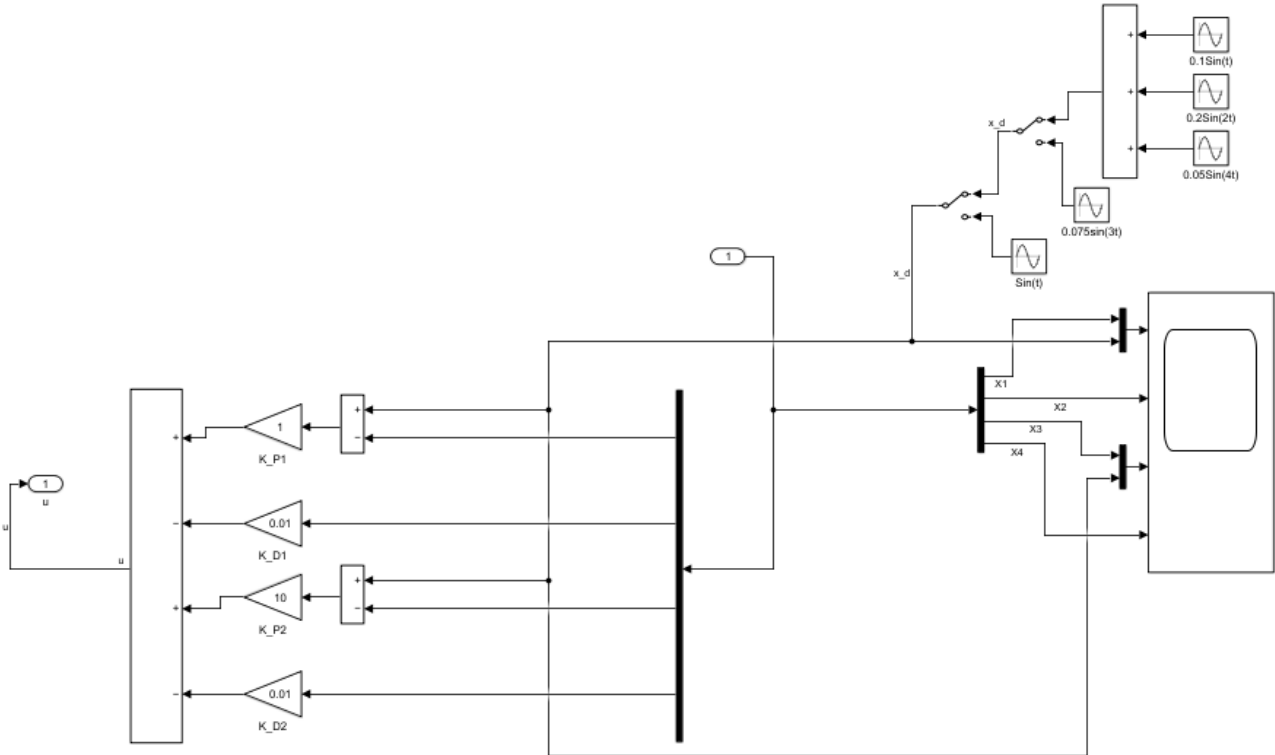 +
0.1Sin(t)
+
0.2Sin(2t)
x_d
+
0.05Sin(4t)
0.075sin(3t)
1
x_d
Sin(t)
X1
X2
X3
X4
+
1
+
−
K_P1
1
u
−
0.01
K_D1
u
u
+
−
+
10
K_P2
−
0.01
K_D2